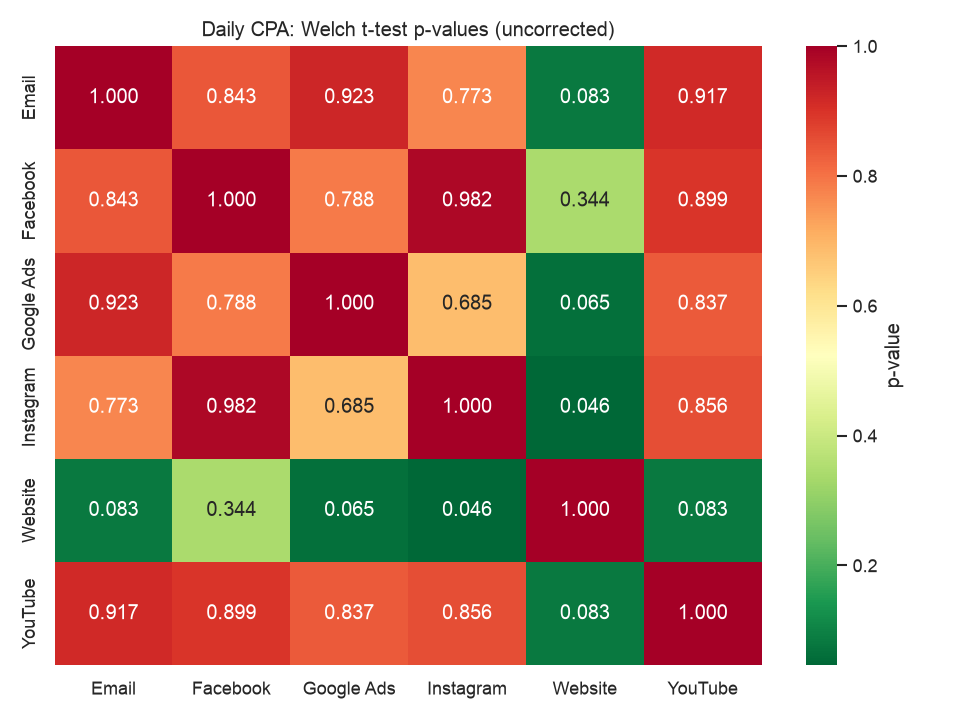 Daily CPA: Welch t-test p-values (uncorrected)
Email 1.000 0.843 0.923 0.773 0.083 0.917
Facebook 0.843 1.000 0.788 0.982 0.344 0.899
Google Ads 0.923 0.788 1.000 0.685 0.065 0.837
Instagram 0.773 0.982 0.685 1.000 0.046 0.856
Website 0.083 0.344 0.065 0.046 1.000 0.083
YouTube 0.917 0.899 0.837 0.856 0.083 1.000
Email Facebook Google Ads Instagram Website YouTube
1.0
0.8
0.6
0.4
0.2
p-value